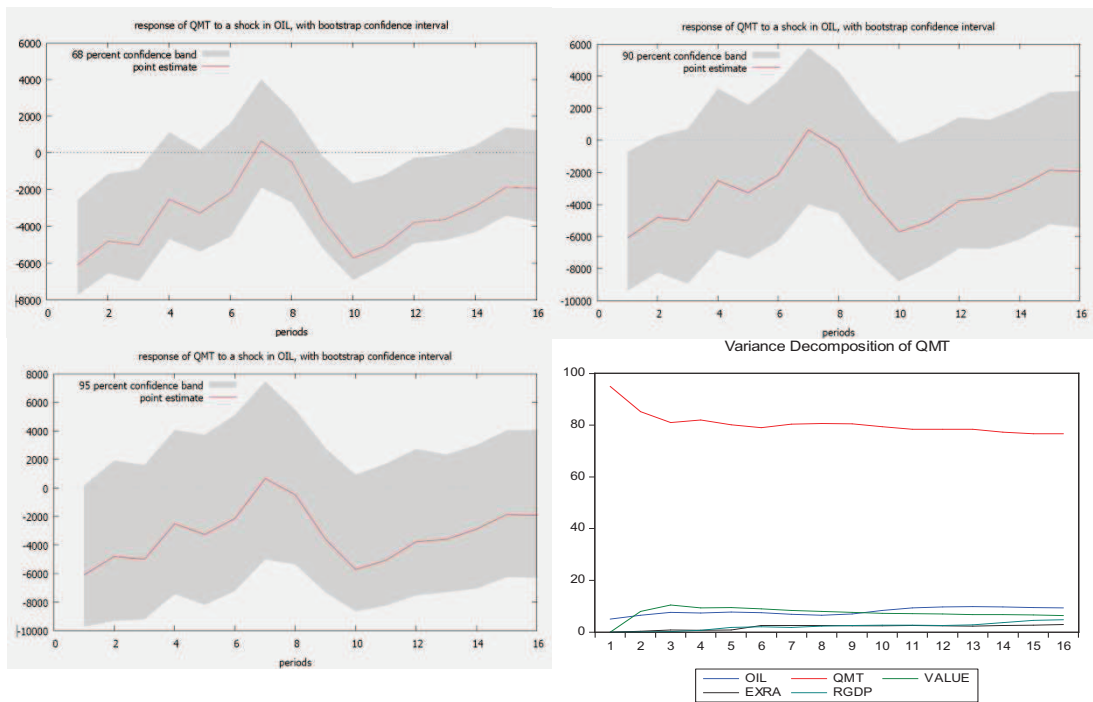 response of QMT to a shock in OIL, with bootstrap confidence interval
6000
4000
2000
0
-2000
-4000
-6000
-8000
68 percent confidence band
point estimate
0 2 4 6 8 10 12 14 16
periods
response of QMT to a shock in OIL, with bootstrap confidence interval
6000
4000
2000
0
-2000
-4000
-6000
-8000
-10000
90 percent confidence band
point estimate
0 2 4 6 8 10 12 14 16
periods
response of QMT to a shock in OIL, with bootstrap confidence interval
8000
6000
4000
2000
0
-2000
-4000
-6000
-8000
-10000
95 percent confidence band
point estimate
0 2 4 6 8 10 12 14 16
periods
Variance Decomposition of QMT
100
80
60
40
20
0
1 2 3 4 5 6 7 8 9 10 11 12 13 14 15 16
OIL QMT VALUE
EXRA RGDP